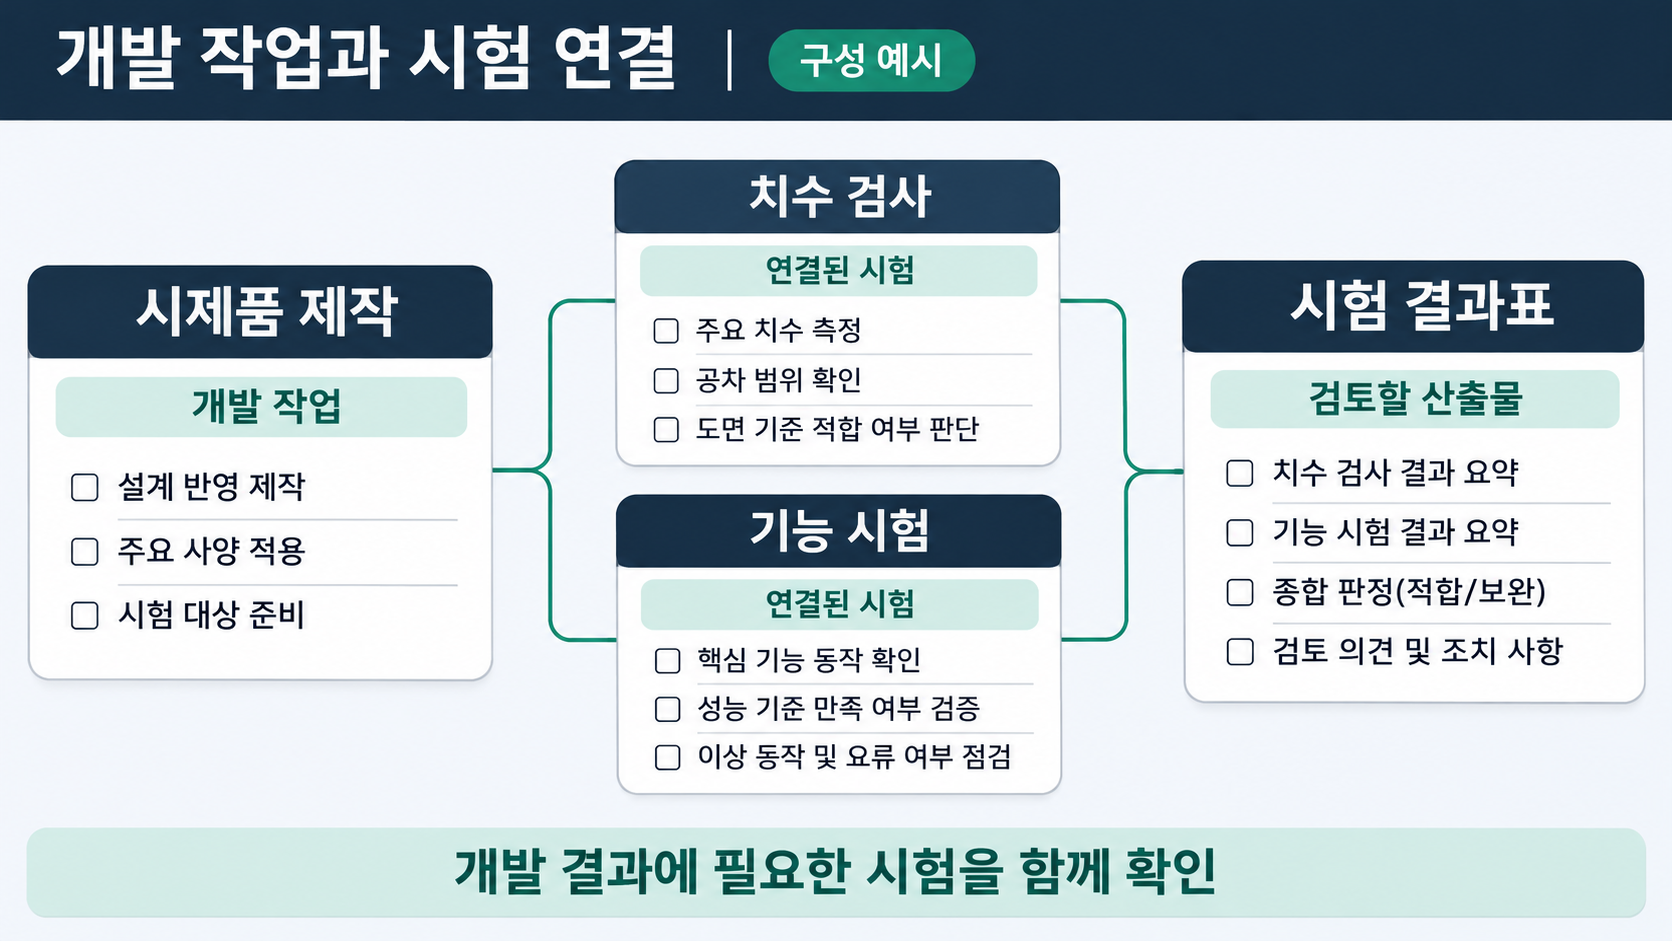 개발 작업과 시험 연결
구성 예시
시제품 제작
개발 작업
설계 반영 제작
주요 사양 적용
시험 대상 준비
치수 검사
연결된 시험
주요 치수 측정
공차 범위 확인
도면 기준 적합 여부 판단
기능 시험
연결된 시험
핵심 기능 동작 확인
성능 기준 만족 여부 검증
이상 동작 및 요류 여부 점검
시험 결과표
검토할 산출물
치수 검사 결과 요약
기능 시험 결과 요약
종합 판정(적합/보완)
검토 의견 및 조치 사항
개발 결과에 필요한 시험을 함께 확인